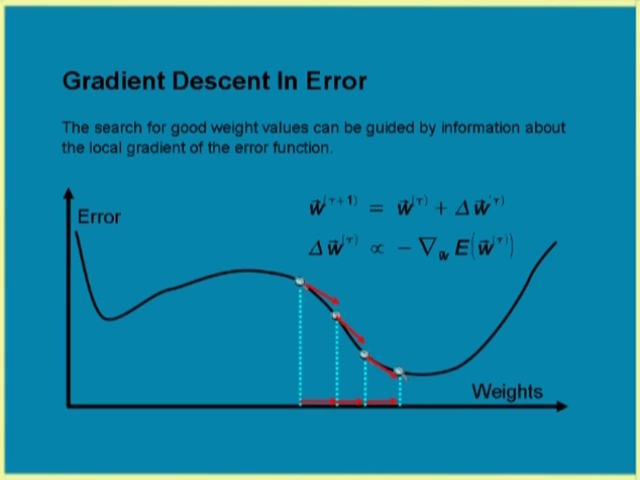 Gradient Descent In Error
The search for good weight values can be guided by information about
the local gradient of the error function.
Error
w⃗^(τ+1) = w⃗^(τ) + Δw⃗^(τ)
Δw⃗^(τ) ∝ − ∇_w⃗ E(w⃗^(τ))
Weights